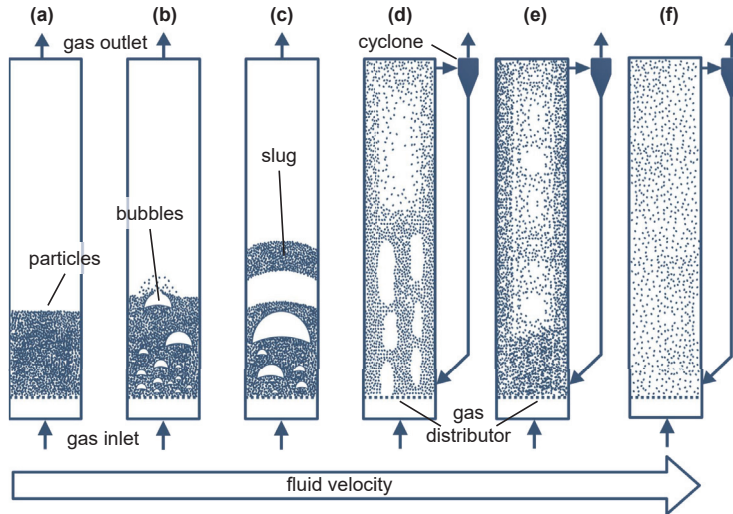 (a)
(b)
(c)
(d)
(e)
(f)
gas outlet
cyclone
slug
bubbles
particles
gas inlet
gas
distributor
fluid velocity